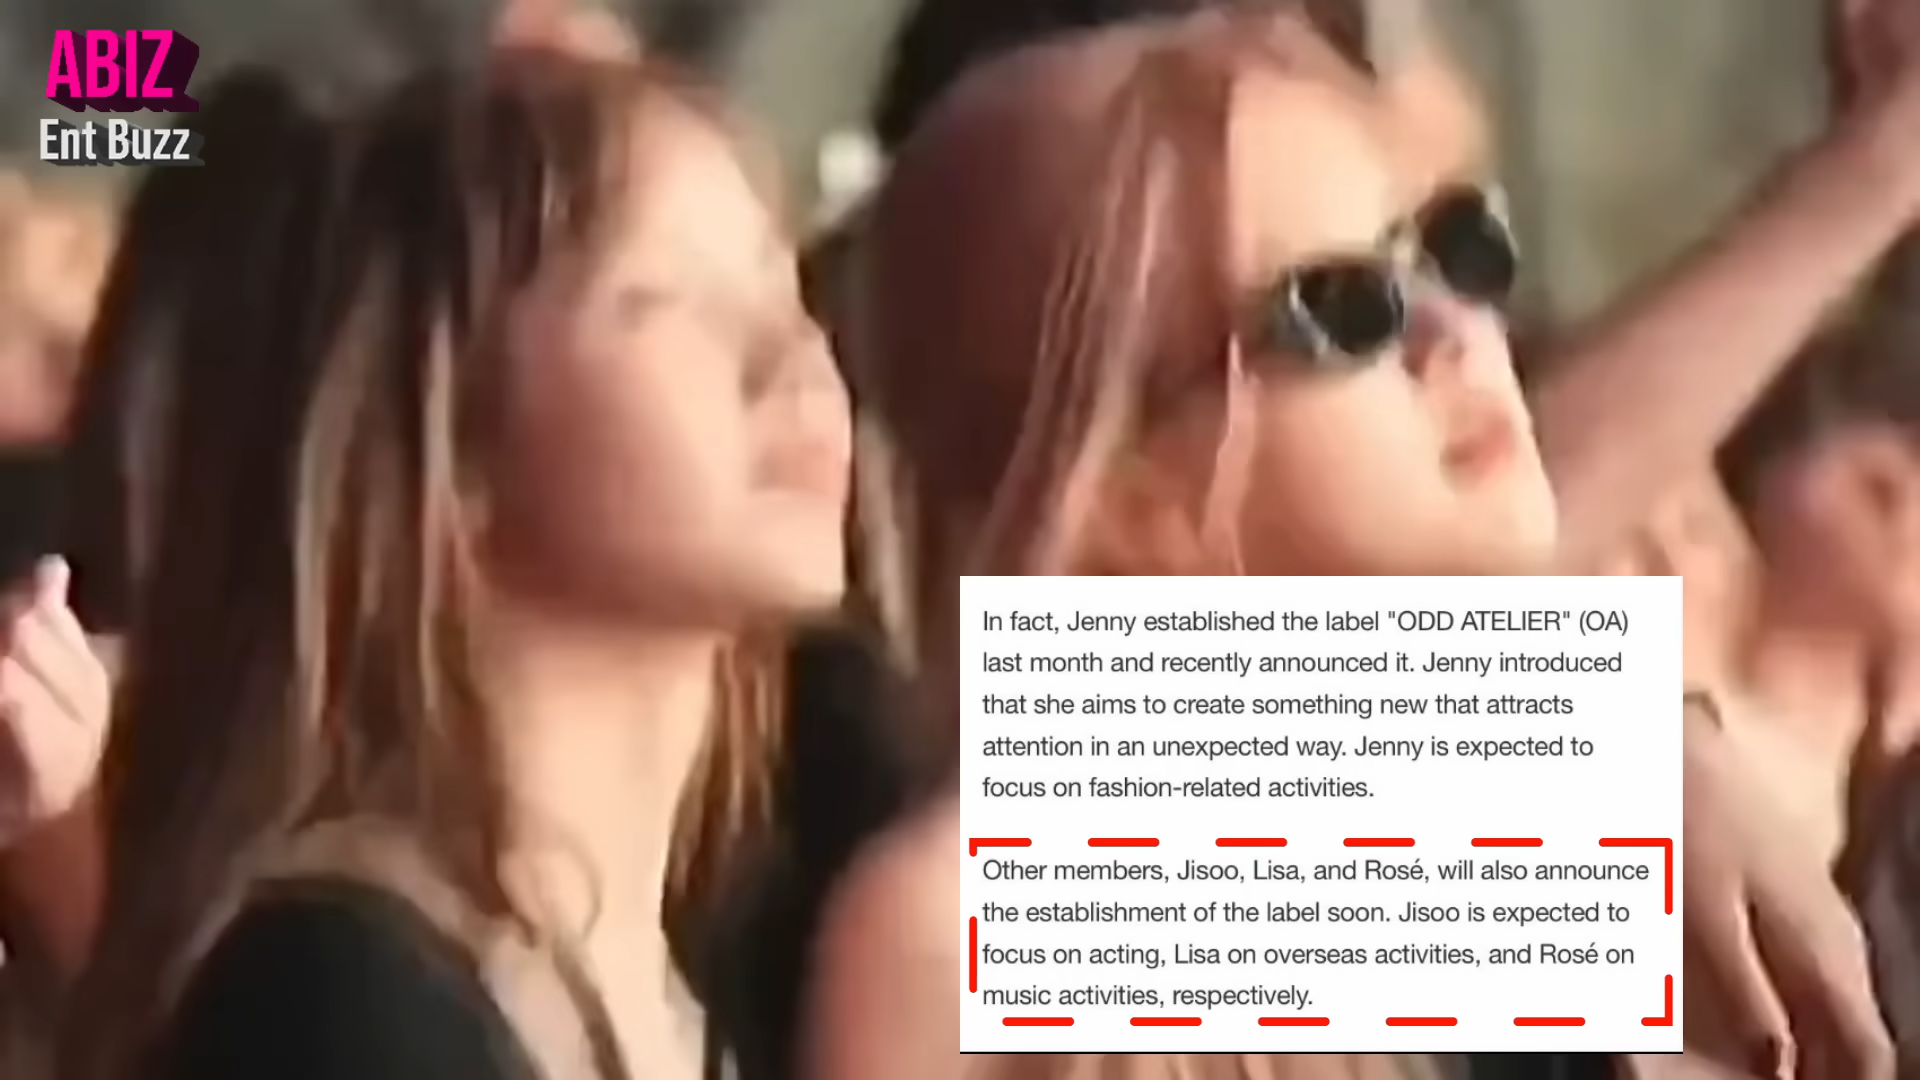 ABIZ
Ent Buzz
In fact, Jenny established the label "ODD ATELIER" (OA)
last month and recently announced it. Jenny introduced
that she aims to create something new that attracts
attention in an unexpected way. Jenny is expected to
focus on fashion-related activities.
Other members, Jisoo, Lisa, and Rosé, will also announce
the establishment of the label soon. Jisoo is expected to
focus on acting, Lisa on overseas activities, and Rosé on
music activities, respectively.